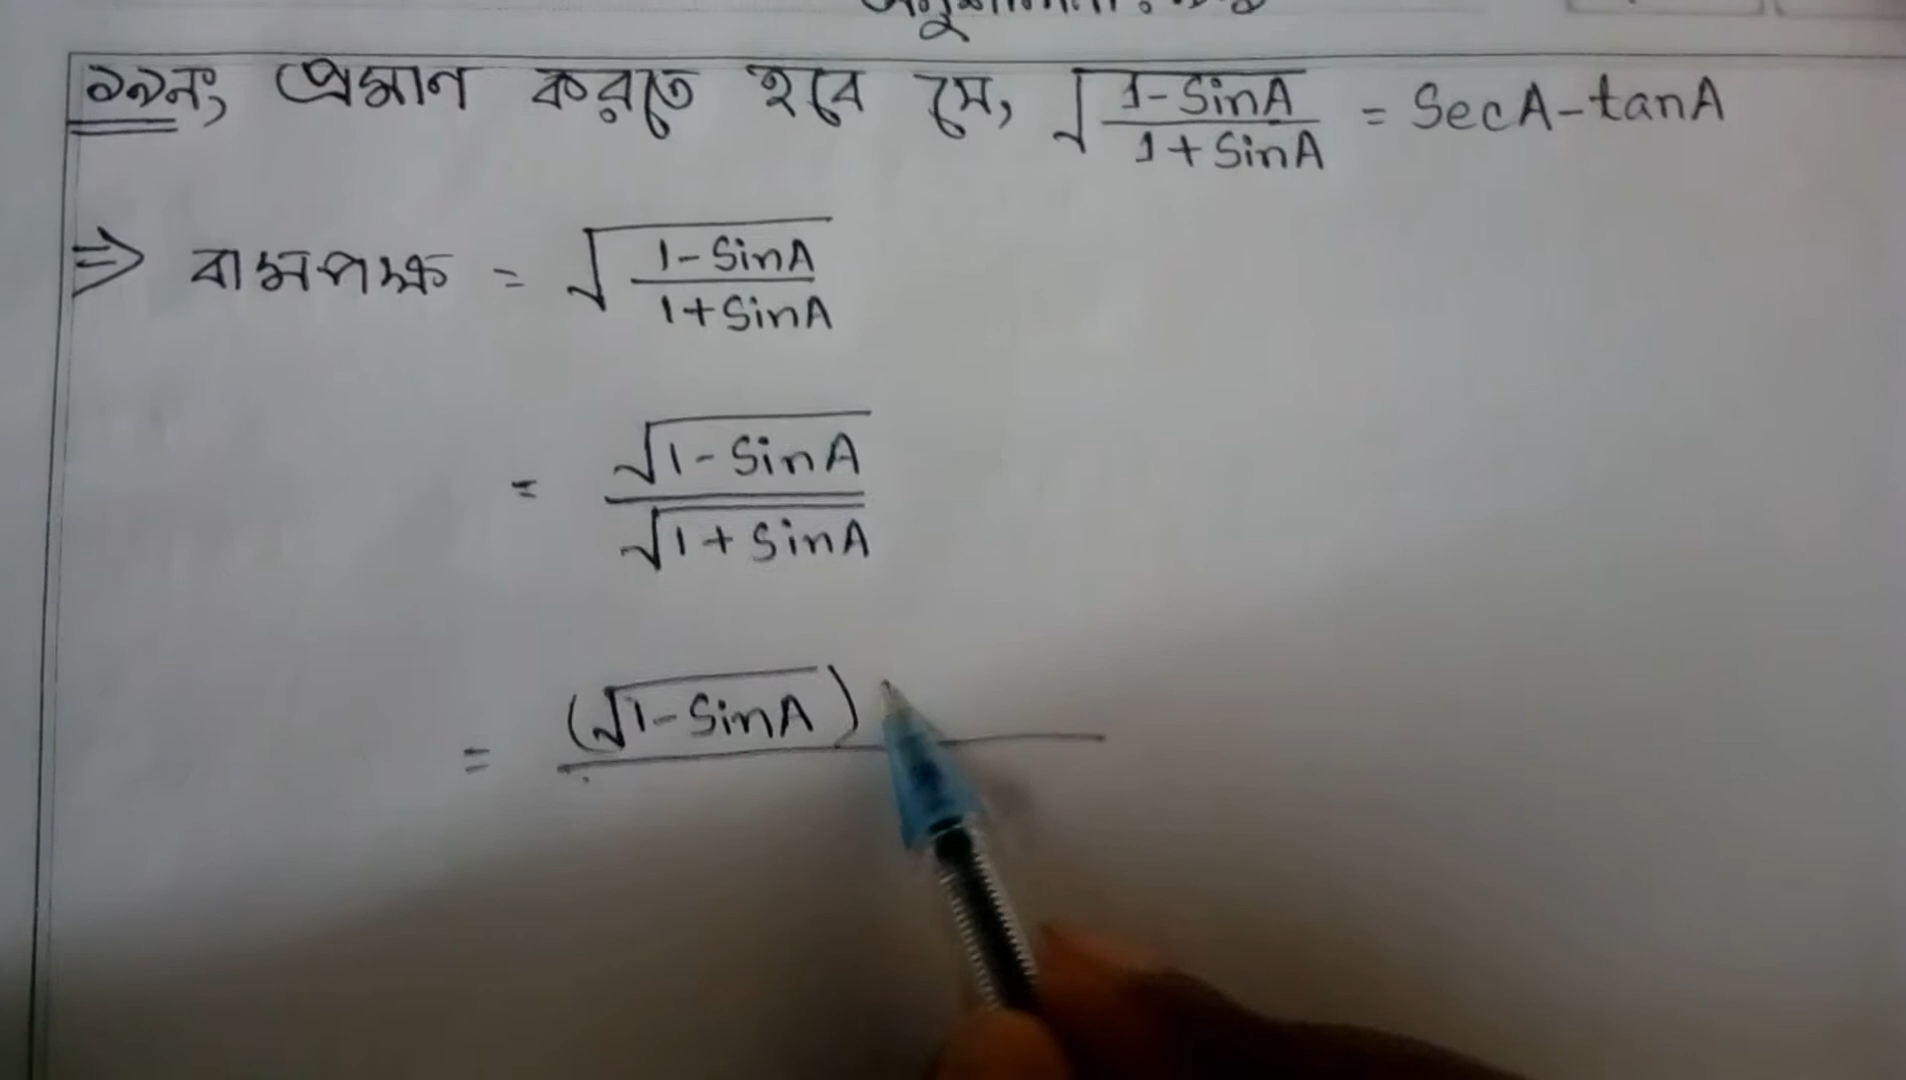 ১৯নং, প্রমান করতে হবে যে, √(1-SinA)/(1+SinA) = SecA-tanA
⇒ বামপক্ষ = √(1-SinA)/(1+SinA)
= √(1-SinA)/√(1+SinA)
= (√1-SinA)